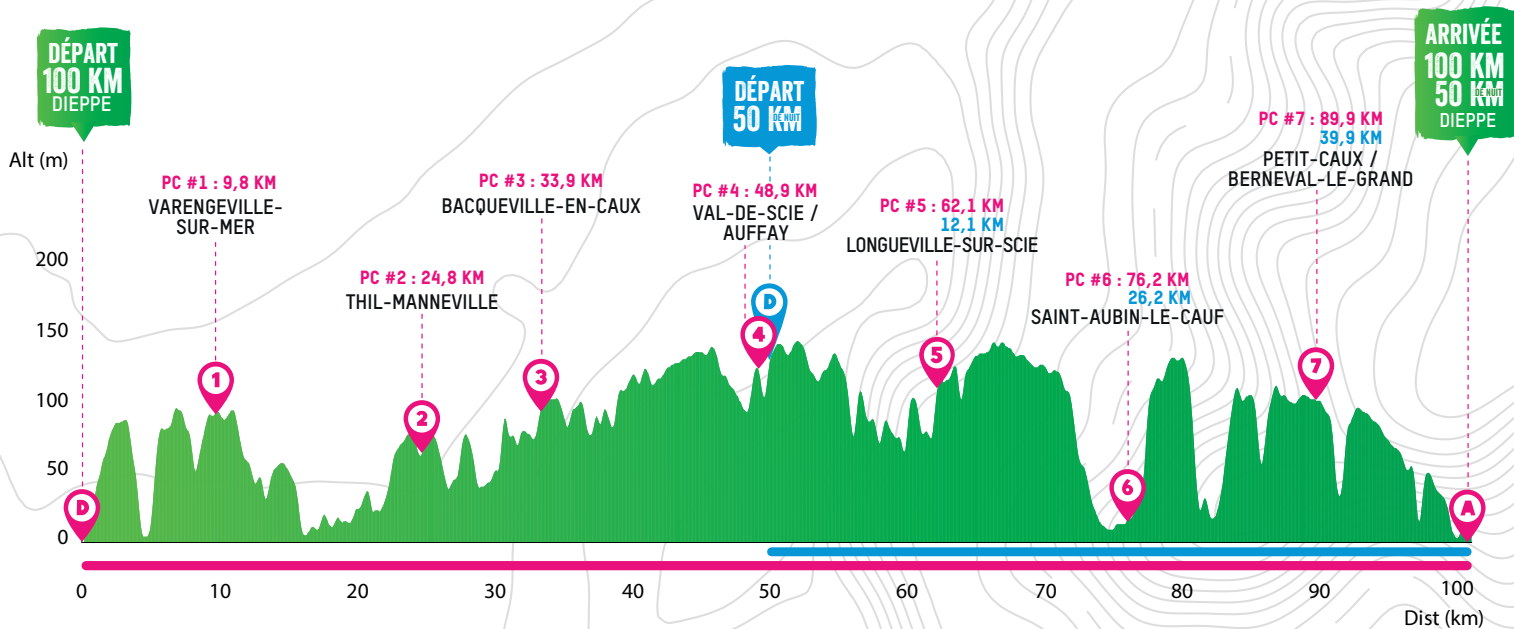 DÉPART
100 KM
DIEPPE
Alt (m)
200
150
100
50
0
PC #1 : 9,8 KM
VARENGEVILLE-
SUR-MER
PC #2 : 24,8 KM
THIL-MANNEVILLE
PC #3 : 33,9 KM
BACQUEVILLE-EN-CAUX
DÉPART
50 KM
DE NUIT
PC #4 : 48,9 KM
VAL-DE-SCIE /
AUFFAY
PC #5 : 62,1 KM
12,1 KM
LONGUEVILLE-SUR-SCIE
PC #6 : 76,2 KM
26,2 KM
SAINT-AUBIN-LE-CAUF
PC #7 : 89,9 KM
39,9 KM
PETIT-CAUX /
BERNEVAL-LE-GRAND
ARRIVÉE
100 KM
50 KM
DE NUIT
DIEPPE
D
1
2
3
4
D
5
6
7
A
0 10 20 30 40 50 60 70 80 90 100
Dist (km)